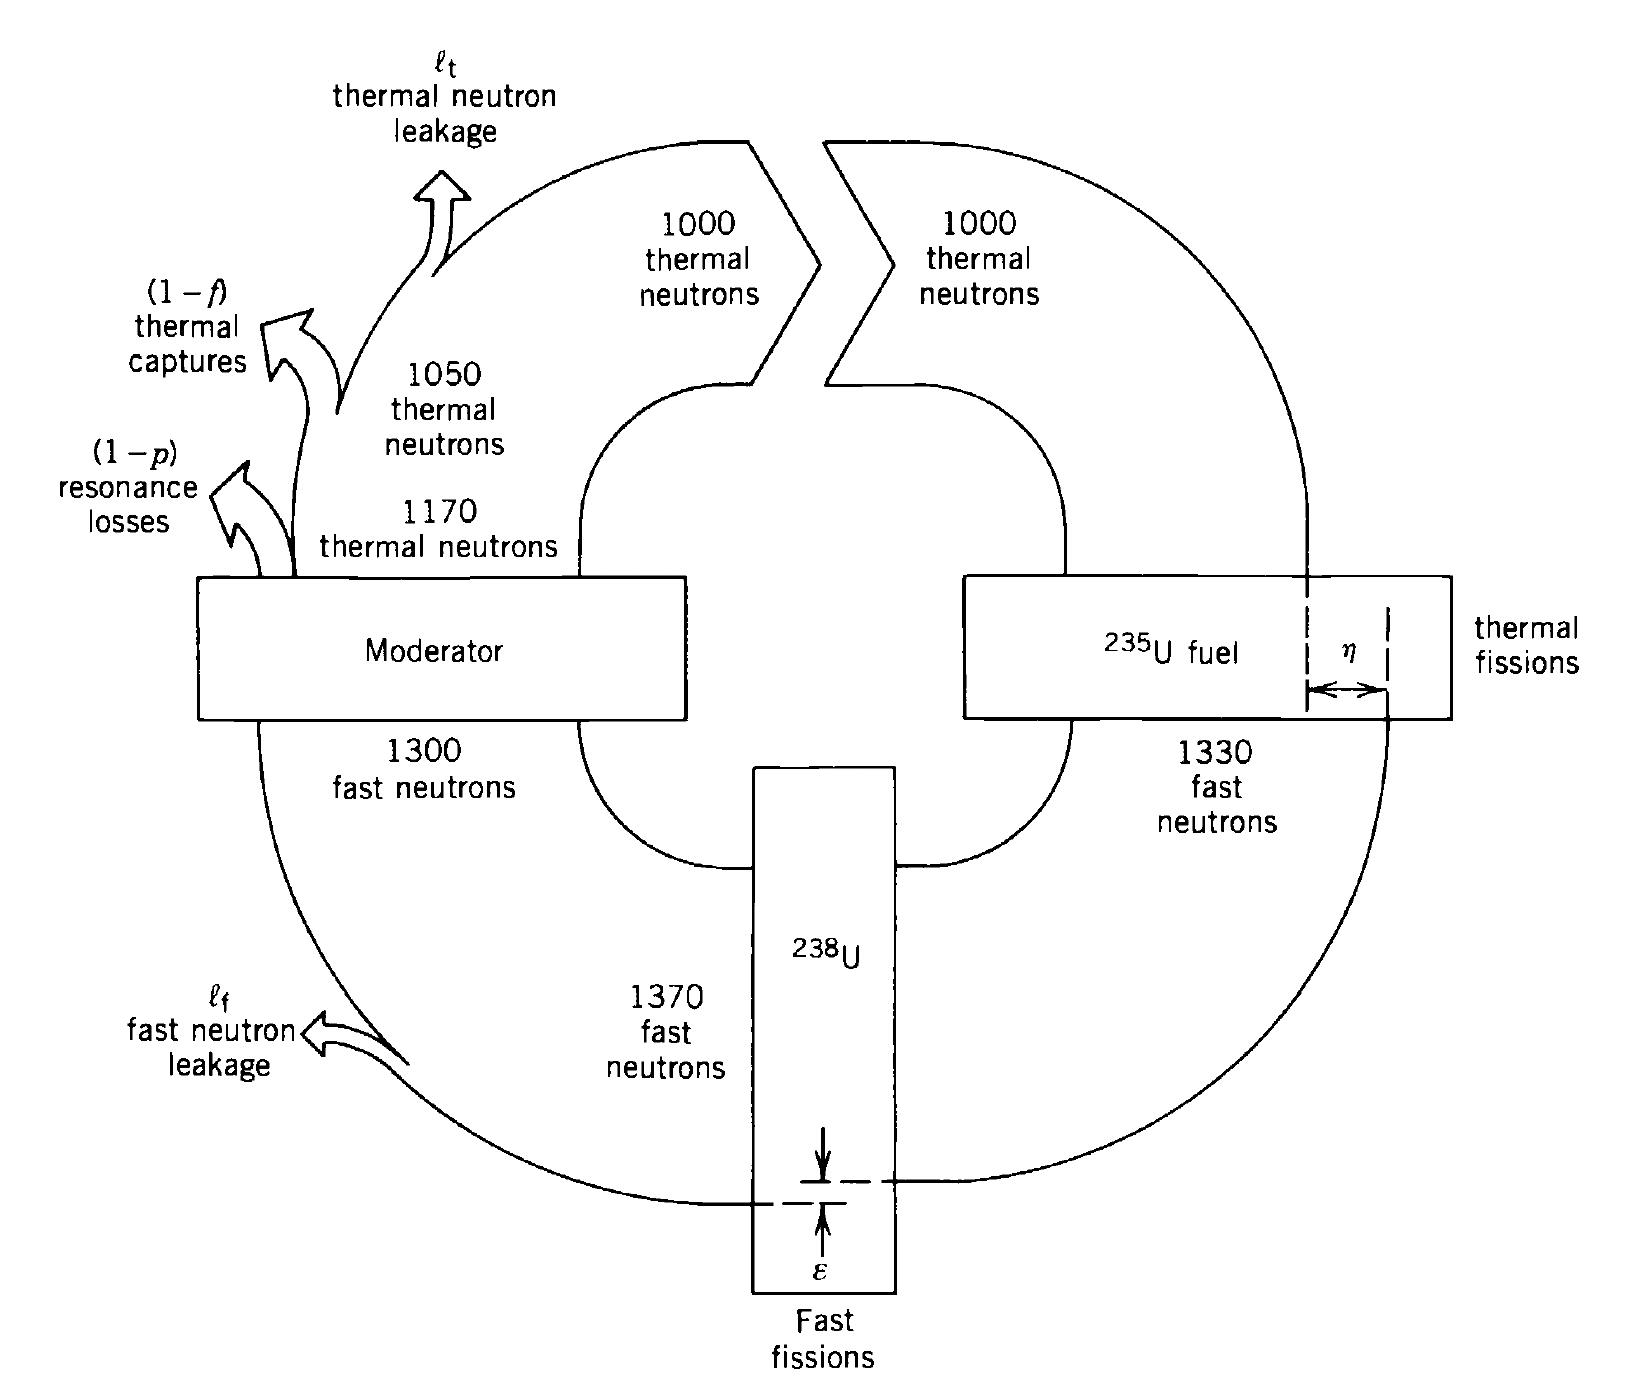 ℓt
thermal neutron
leakage
1000
thermal
neutrons
1000
thermal
neutrons
(1 – f)
thermal
captures
1050
thermal
neutrons
(1 – p)
resonance
losses
1170
thermal neutrons
Moderator
²³⁵U fuel
η
thermal
fissions
1300
fast neutrons
1330
fast
neutrons
²³⁸U
1370
fast
neutrons
ℓf
fast neutron
leakage
ε
Fast
fissions